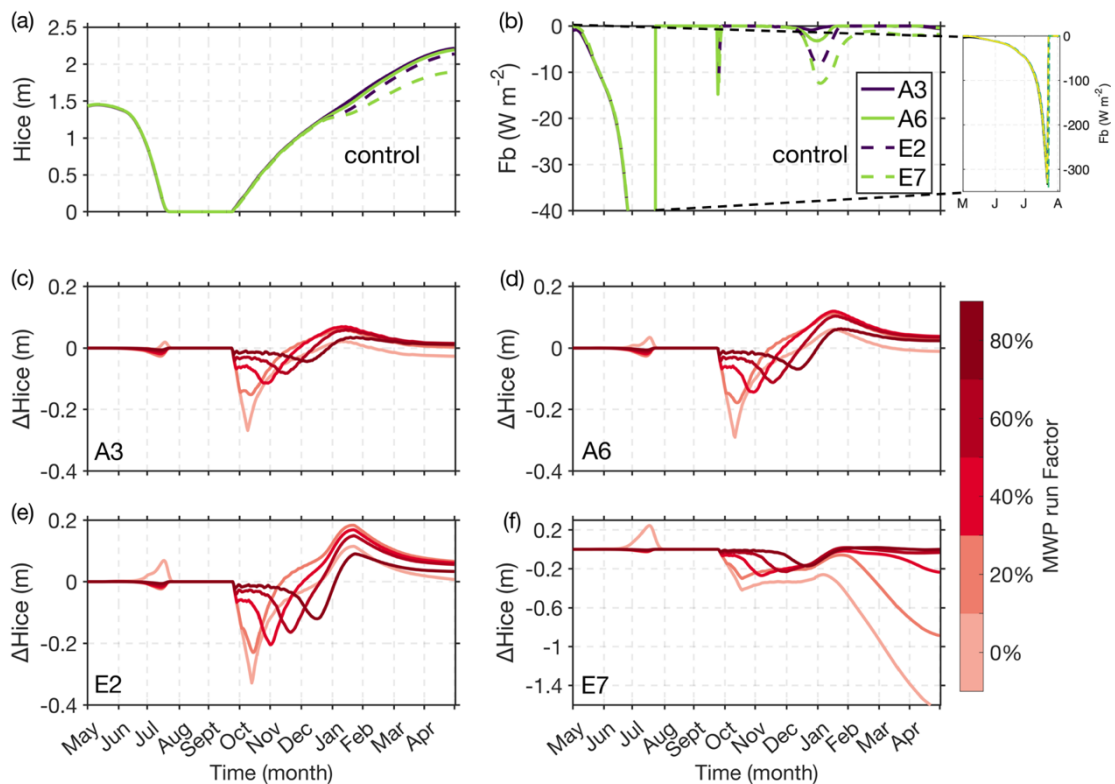 (a)
2.5
2
1.5
1
0.5
0
Hice (m)
control
(b)
0
-10
-20
-30
-40
Fb (W m-2)
control
A3
A6
E2
E7
0
-100
-200
-300
Fb (W m-2)
M J J A
(c)
0.2
0
-0.2
-0.4
ΔHice (m)
A3
(d)
0.2
0
-0.2
-0.4
ΔHice (m)
A6
(e)
0.2
0
-0.2
-0.4
ΔHice (m)
E2
May Jun Jul Aug Sept Oct Nov Dec Jan Feb Mar Apr
Time (month)
(f)
0.2
-0.2
-0.6
-1
-1.4
ΔHice (m)
E7
May Jun Jul Aug Sept Oct Nov Dec Jan Feb Mar Apr
Time (month)
80%
60%
40%
20%
0%
MWP run Factor